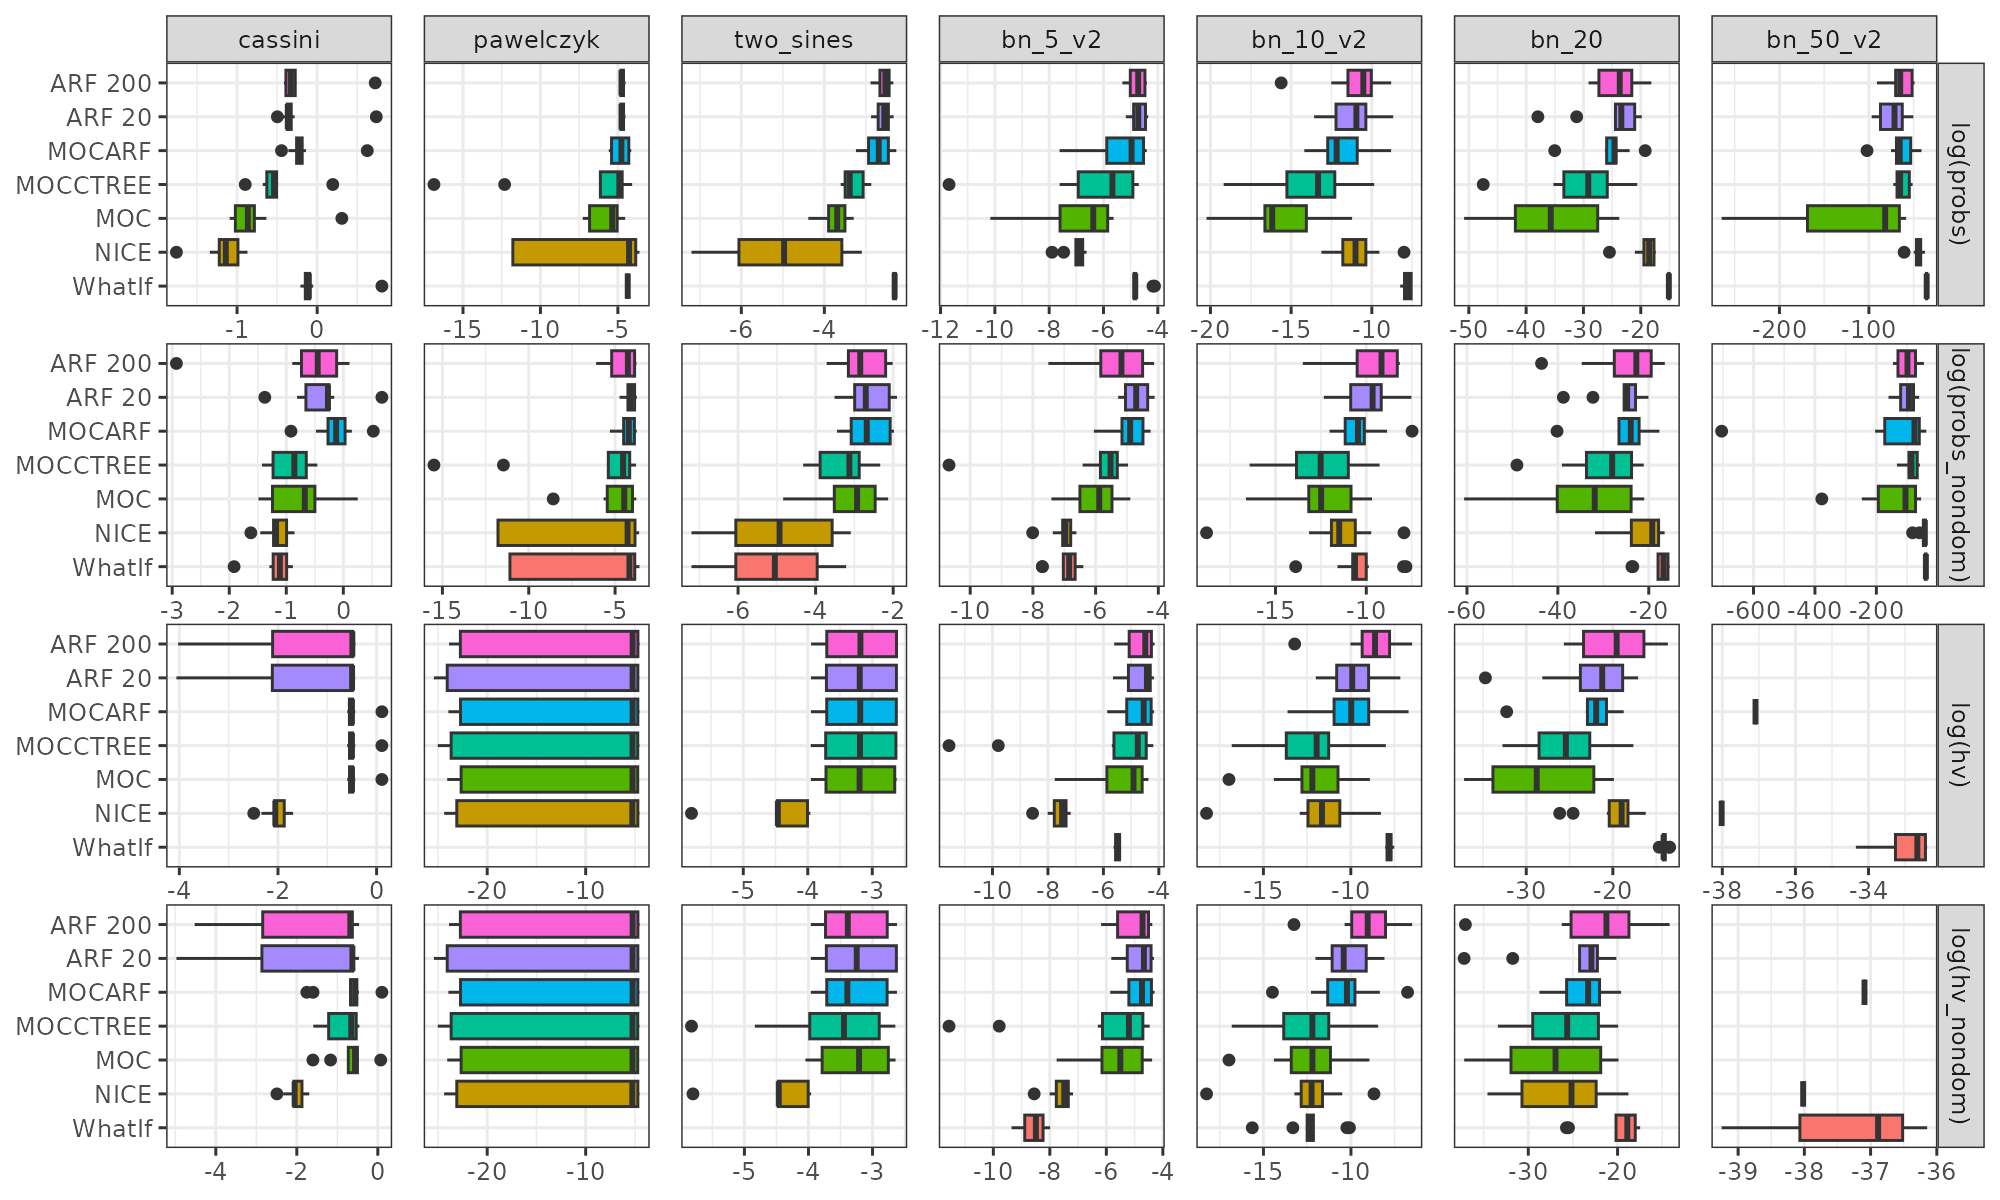 cassini pawelczyk two_sines bn_5_v2 bn_10_v2 bn_20 bn_50_v2
ARF 200
ARF 20
MOCARF
MOCCTREE
MOC
NICE
WhatIf
log(probs)
-1 0 -15 -10 -5 -6 -4 -12 -10 -8 -6 -4 -20 -15 -10 -50 -40 -30 -20 -200 -100
ARF 200
ARF 20
MOCARF
MOCCTREE
MOC
NICE
WhatIf
log(probs_nondom)
-3 -2 -1 0 -15 -10 -5 -6 -4 -2 -10 -8 -6 -4 -15 -10 -60 -40 -20 -600 -400 -200
ARF 200
ARF 20
MOCARF
MOCCTREE
MOC
NICE
WhatIf
log(hv)
-4 -2 0 -20 -10 -5 -4 -3 -10 -8 -6 -4 -15 -10 -30 -20 -38 -36 -34
ARF 200
ARF 20
MOCARF
MOCCTREE
MOC
NICE
WhatIf
log(hv_nondom)
-4 -2 0 -20 -10 -5 -4 -3 -10 -8 -6 -4 -15 -10 -30 -20 -39 -38 -37 -36